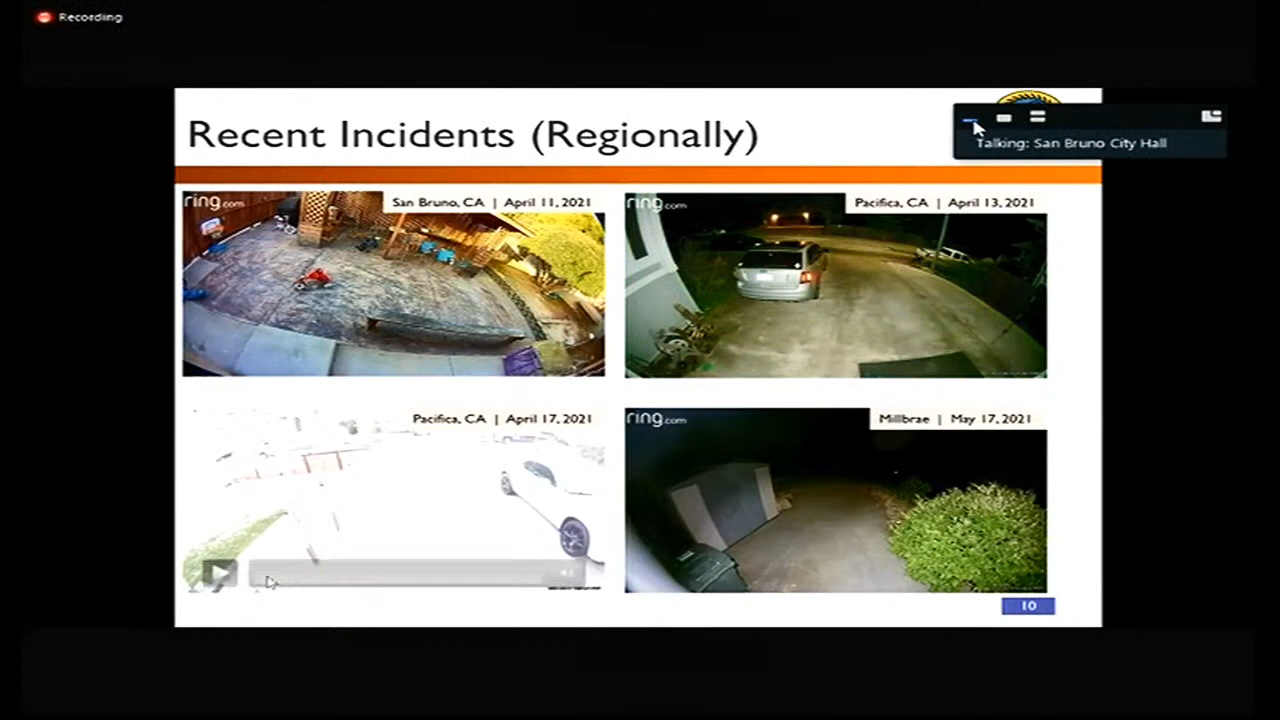 Recording
Recent Incidents (Regionally)
Talking: San Bruno City Hall
ring.com
San Bruno, CA | April 11, 2021
ring.com
Pacifica, CA | April 13, 2021
Pacifica, CA | April 17, 2021
ring.com
Millbrae | May 17, 2021
10